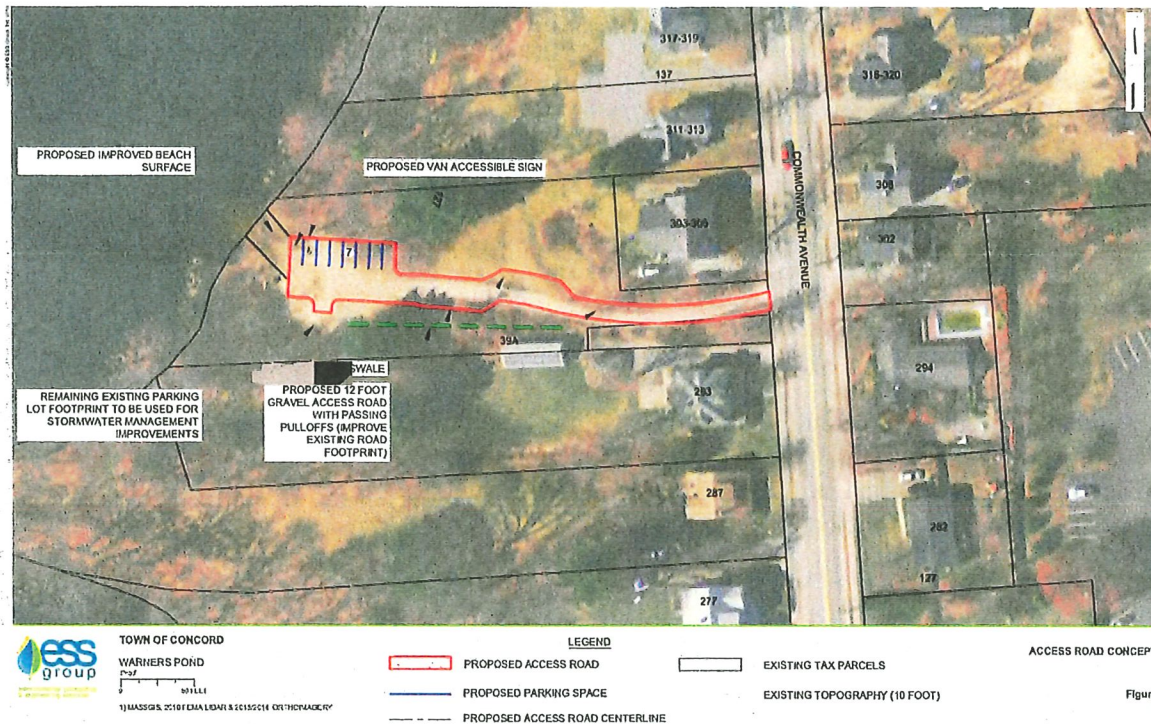 317-319
137
316-320
311-313
PROPOSED IMPROVED BEACH
SURFACE
PROPOSED VAN ACCESSIBLE SIGN
COMMONWEALTH AVENUE
303-305
302
7
39A
294
SWALE
293
REMAINING EXISTING PARKING
LOT FOOTPRINT TO BE USED FOR
STORMWATER MANAGEMENT
IMPROVEMENTS
PROPOSED 12 FOOT
GRAVEL ACCESS ROAD
WITH PASSING
PULLOFFS (IMPROVE
EXISTING ROAD
FOOTPRINT)
287
282
127
277
ess
group
TOWN OF CONCORD
WARNERS POND
LEGEND
PROPOSED ACCESS ROAD
PROPOSED PARKING SPACE
PROPOSED ACCESS ROAD CENTERLINE
EXISTING TAX PARCELS
EXISTING TOPOGRAPHY (10 FOOT)
ACCESS ROAD CONCEPT
Figur